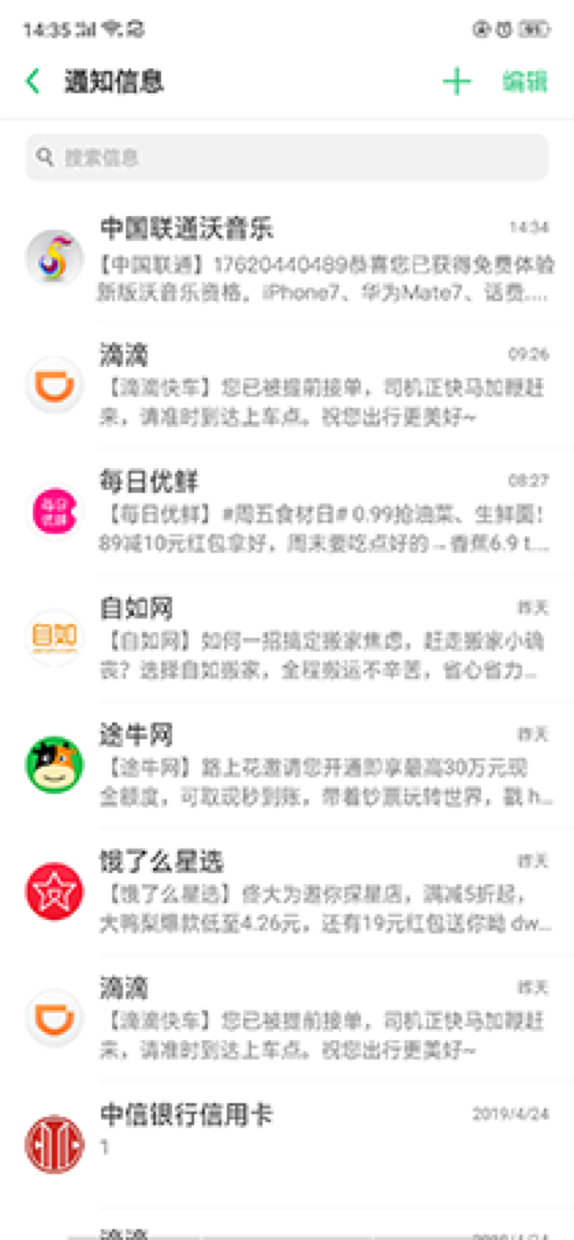 14:35
通知信息
编辑
搜索信息
中国联通沃音乐
14:34
【中国联通】17620440489恭喜您已获得免费体验
新版沃音乐资格。iPhone7、华为Mate7、话费....
滴滴
09:26
【滴滴快车】您已被提前接单，司机正快马加鞭赶
来，请准时到达上车点。祝您出行更美好~
每日优鲜
08:27
每日
优鲜
【每日优鲜】#周五食材日# 0.99抢油菜、生鲜面!
89减10元红包拿好，周末要吃点好的→香蕉6.9 t...
自如网
昨天
自如
【自如网】如何一招搞定搬家焦虑，赶走搬家小确
丧？选择自如搬家，全程搬运不辛苦，省心省力...
途牛网
昨天
【途牛网】路上花邀请您开通即享最高30万元现
金额度，可取现秒到账，带着钞票玩转世界，戳 h...
饿了么星选
昨天
【饿了么星选】佟大为邀你探星店，满减5折起，
大鸭梨爆款低至4.26元，还有19元红包送你呦 dw...
滴滴
昨天
【滴滴快车】您已被提前接单，司机正快马加鞭赶
来，请准时到达上车点。祝您出行更美好~
中信银行信用卡
2019/4/24
1
滴滴
2019/4/24